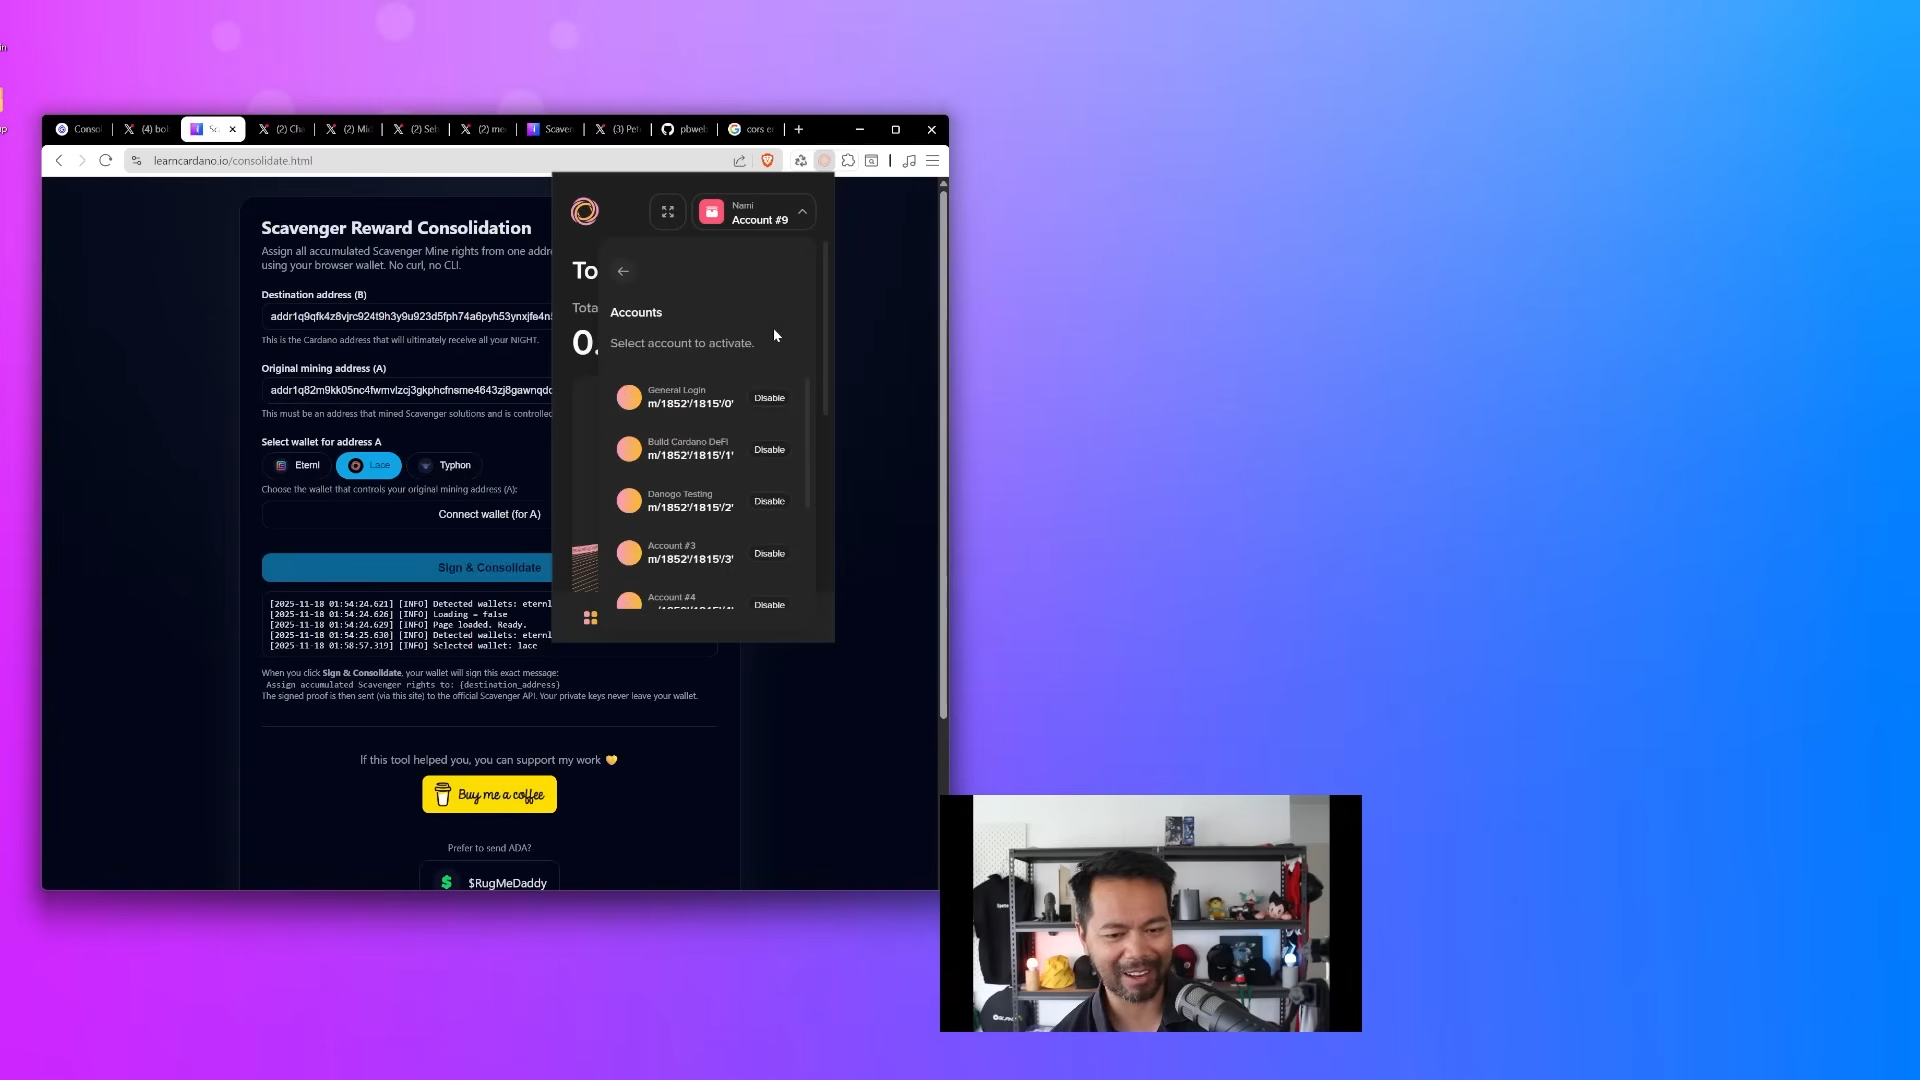 Consol
(4) bo
Sc
(2) Ch
(2) Mi
(2) Seb
(2) me
Scaven
(3) Pet
pbweb
cors e
learncardano.io/consolidate.html
Scavenger Reward Consolidation
Assign all accumulated Scavenger Mine rights from one addre
using your browser wallet. No curl, no CLI.
Destination address (B)
This is the Cardano address that will ultimately receive all your NIGHT.
Original mining address (A)
This must be an address that mined Scavenger solutions and is controlle
Select wallet for address A
Eternl
Lace
Typhon
Choose the wallet that controls your original mining address (A):
Connect wallet (for A)
Sign & Consolidate
[2025-11-18 01:54:24.621] [INFO] Detected wallets: eternl
[2025-11-18 01:54:24.626] [INFO] Loading = false
[2025-11-18 01:54:24.629] [INFO] Page loaded. Ready.
[2025-11-18 01:54:25.630] [INFO] Detected wallets: eternl
[2025-11-18 01:58:57.319] [INFO] Selected wallet: lace
When you click Sign & Consolidate, your wallet will sign this exact message:
Assign accumulated Scavenger rights to: {destination_address}
The signed proof is then sent (via this site) to the official Scavenger API. Your private keys never leave your wallet.
If this tool helped you, you can support my work
Buy me a coffee
Prefer to send ADA?
$RugMeDaddy
Nami
Account #9
To
Tota
0.
Accounts
Select account to activate.
General Login
m/1852'/1815'/0'
Disable
Build Cardano DeFi
m/1852'/1815'/1'
Disable
Danogo Testing
m/1852'/1815'/2'
Disable
Account #3
m/1852'/1815'/3'
Disable
Account #4
Disable